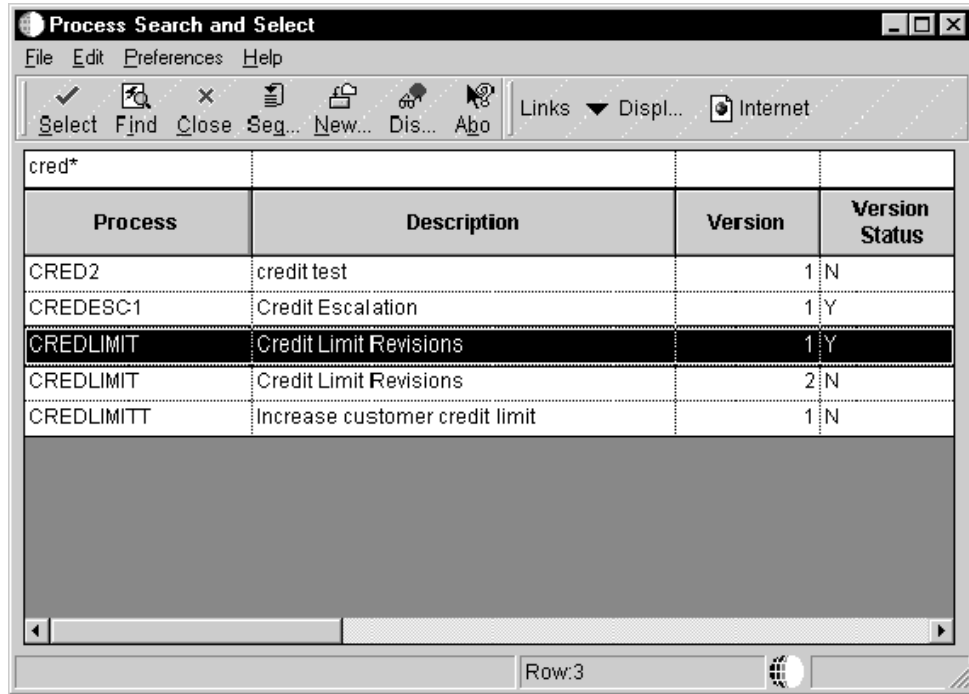 Process Search and Select
File Edit Preferences Help
Select Find Close Seq... New... Dis... Abo Links Displ... Internet
cred*
Process Description Version Version Status
CRED2 credit test 1 N
CREDESC1 Credit Escalation 1 Y
CREDLIMIT Credit Limit Revisions 1 Y
CREDLIMIT Credit Limit Revisions 2 N
CREDLIMITT Increase customer credit limit 1 N
Row:3